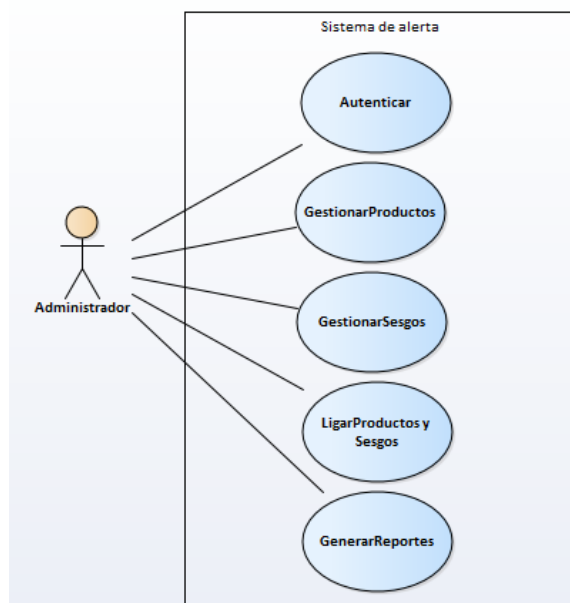 Sistema de alerta
Autenticar
GestionarProductos
Administrador
GestionarSesgos
LigarProductos y
Sesgos
GenerarReportes